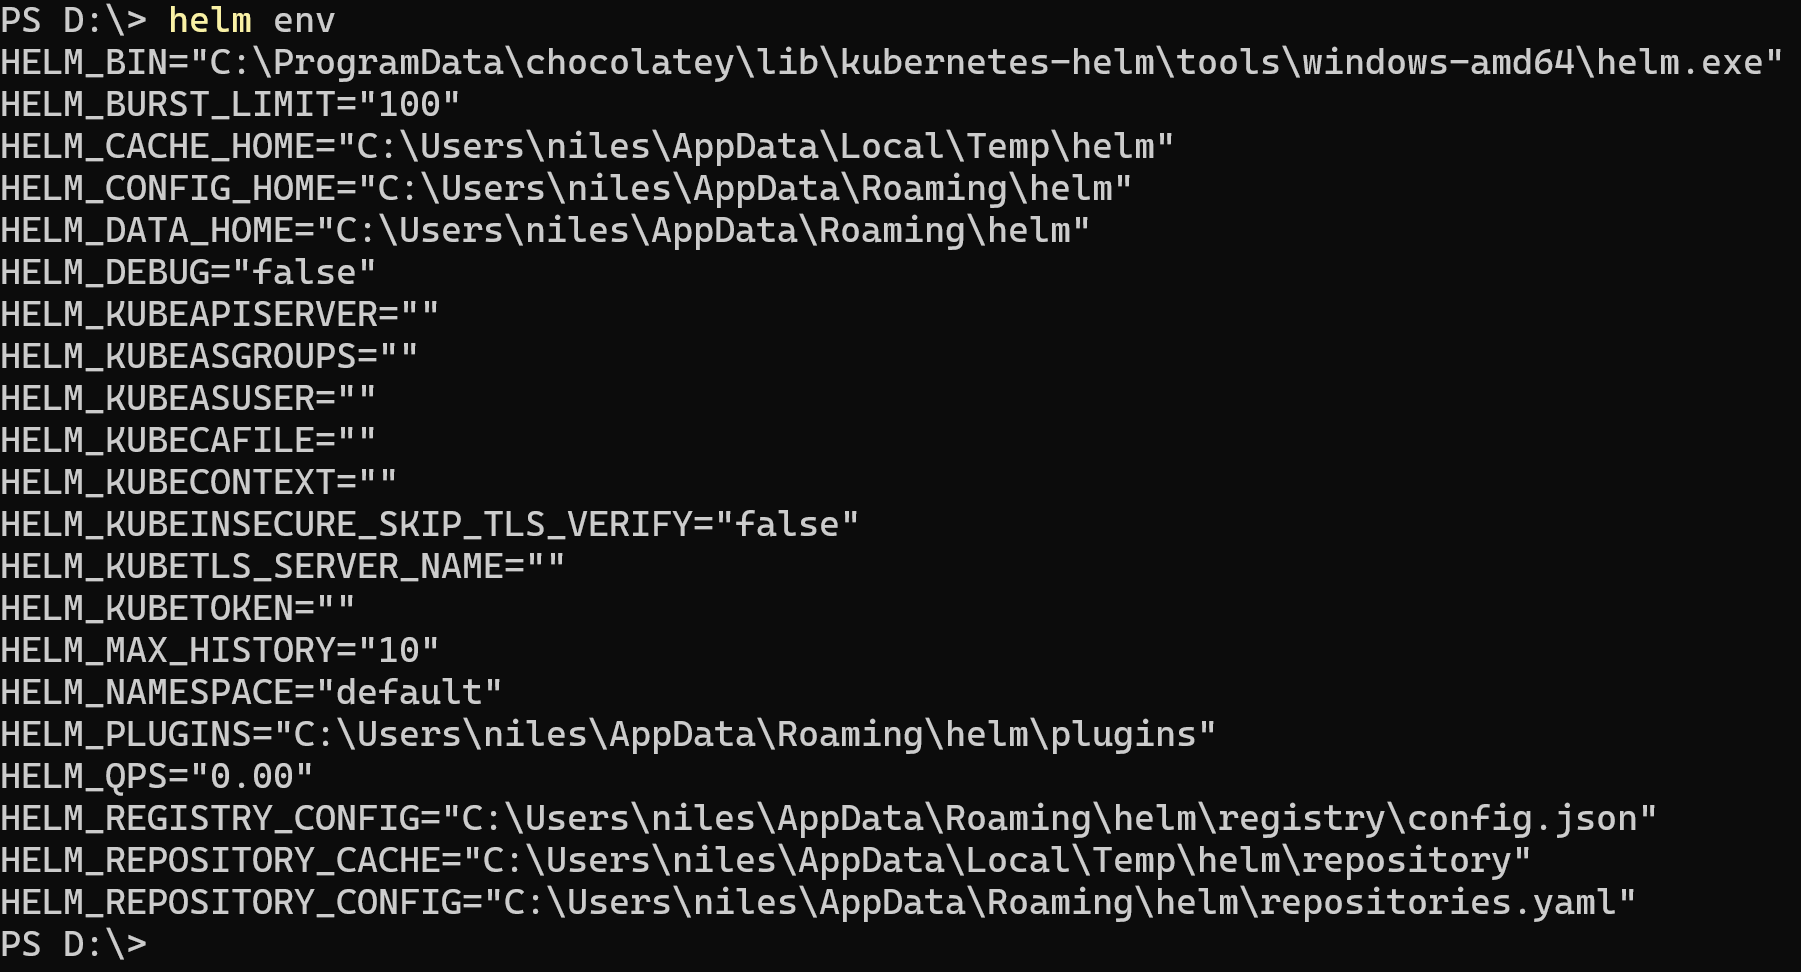 PS D:\> helm env
HELM_BIN="C:\ProgramData\chocolatey\lib\kubernetes-helm\tools\windows-amd64\helm.exe"
HELM_BURST_LIMIT="100"
HELM_CACHE_HOME="C:\Users\niles\AppData\Local\Temp\helm"
HELM_CONFIG_HOME="C:\Users\niles\AppData\Roaming\helm"
HELM_DATA_HOME="C:\Users\niles\AppData\Roaming\helm"
HELM_DEBUG="false"
HELM_KUBEAPISERVER=""
HELM_KUBEASGROUPS=""
HELM_KUBEASUSER=""
HELM_KUBECAFILE=""
HELM_KUBECONTEXT=""
HELM_KUBEINSECURE_SKIP_TLS_VERIFY="false"
HELM_KUBETLS_SERVER_NAME=""
HELM_KUBETOKEN=""
HELM_MAX_HISTORY="10"
HELM_NAMESPACE="default"
HELM_PLUGINS="C:\Users\niles\AppData\Roaming\helm\plugins"
HELM_QPS="0.00"
HELM_REGISTRY_CONFIG="C:\Users\niles\AppData\Roaming\helm\registry\config.json"
HELM_REPOSITORY_CACHE="C:\Users\niles\AppData\Local\Temp\helm\repository"
HELM_REPOSITORY_CONFIG="C:\Users\niles\AppData\Roaming\helm\repositories.yaml"
PS D:\>